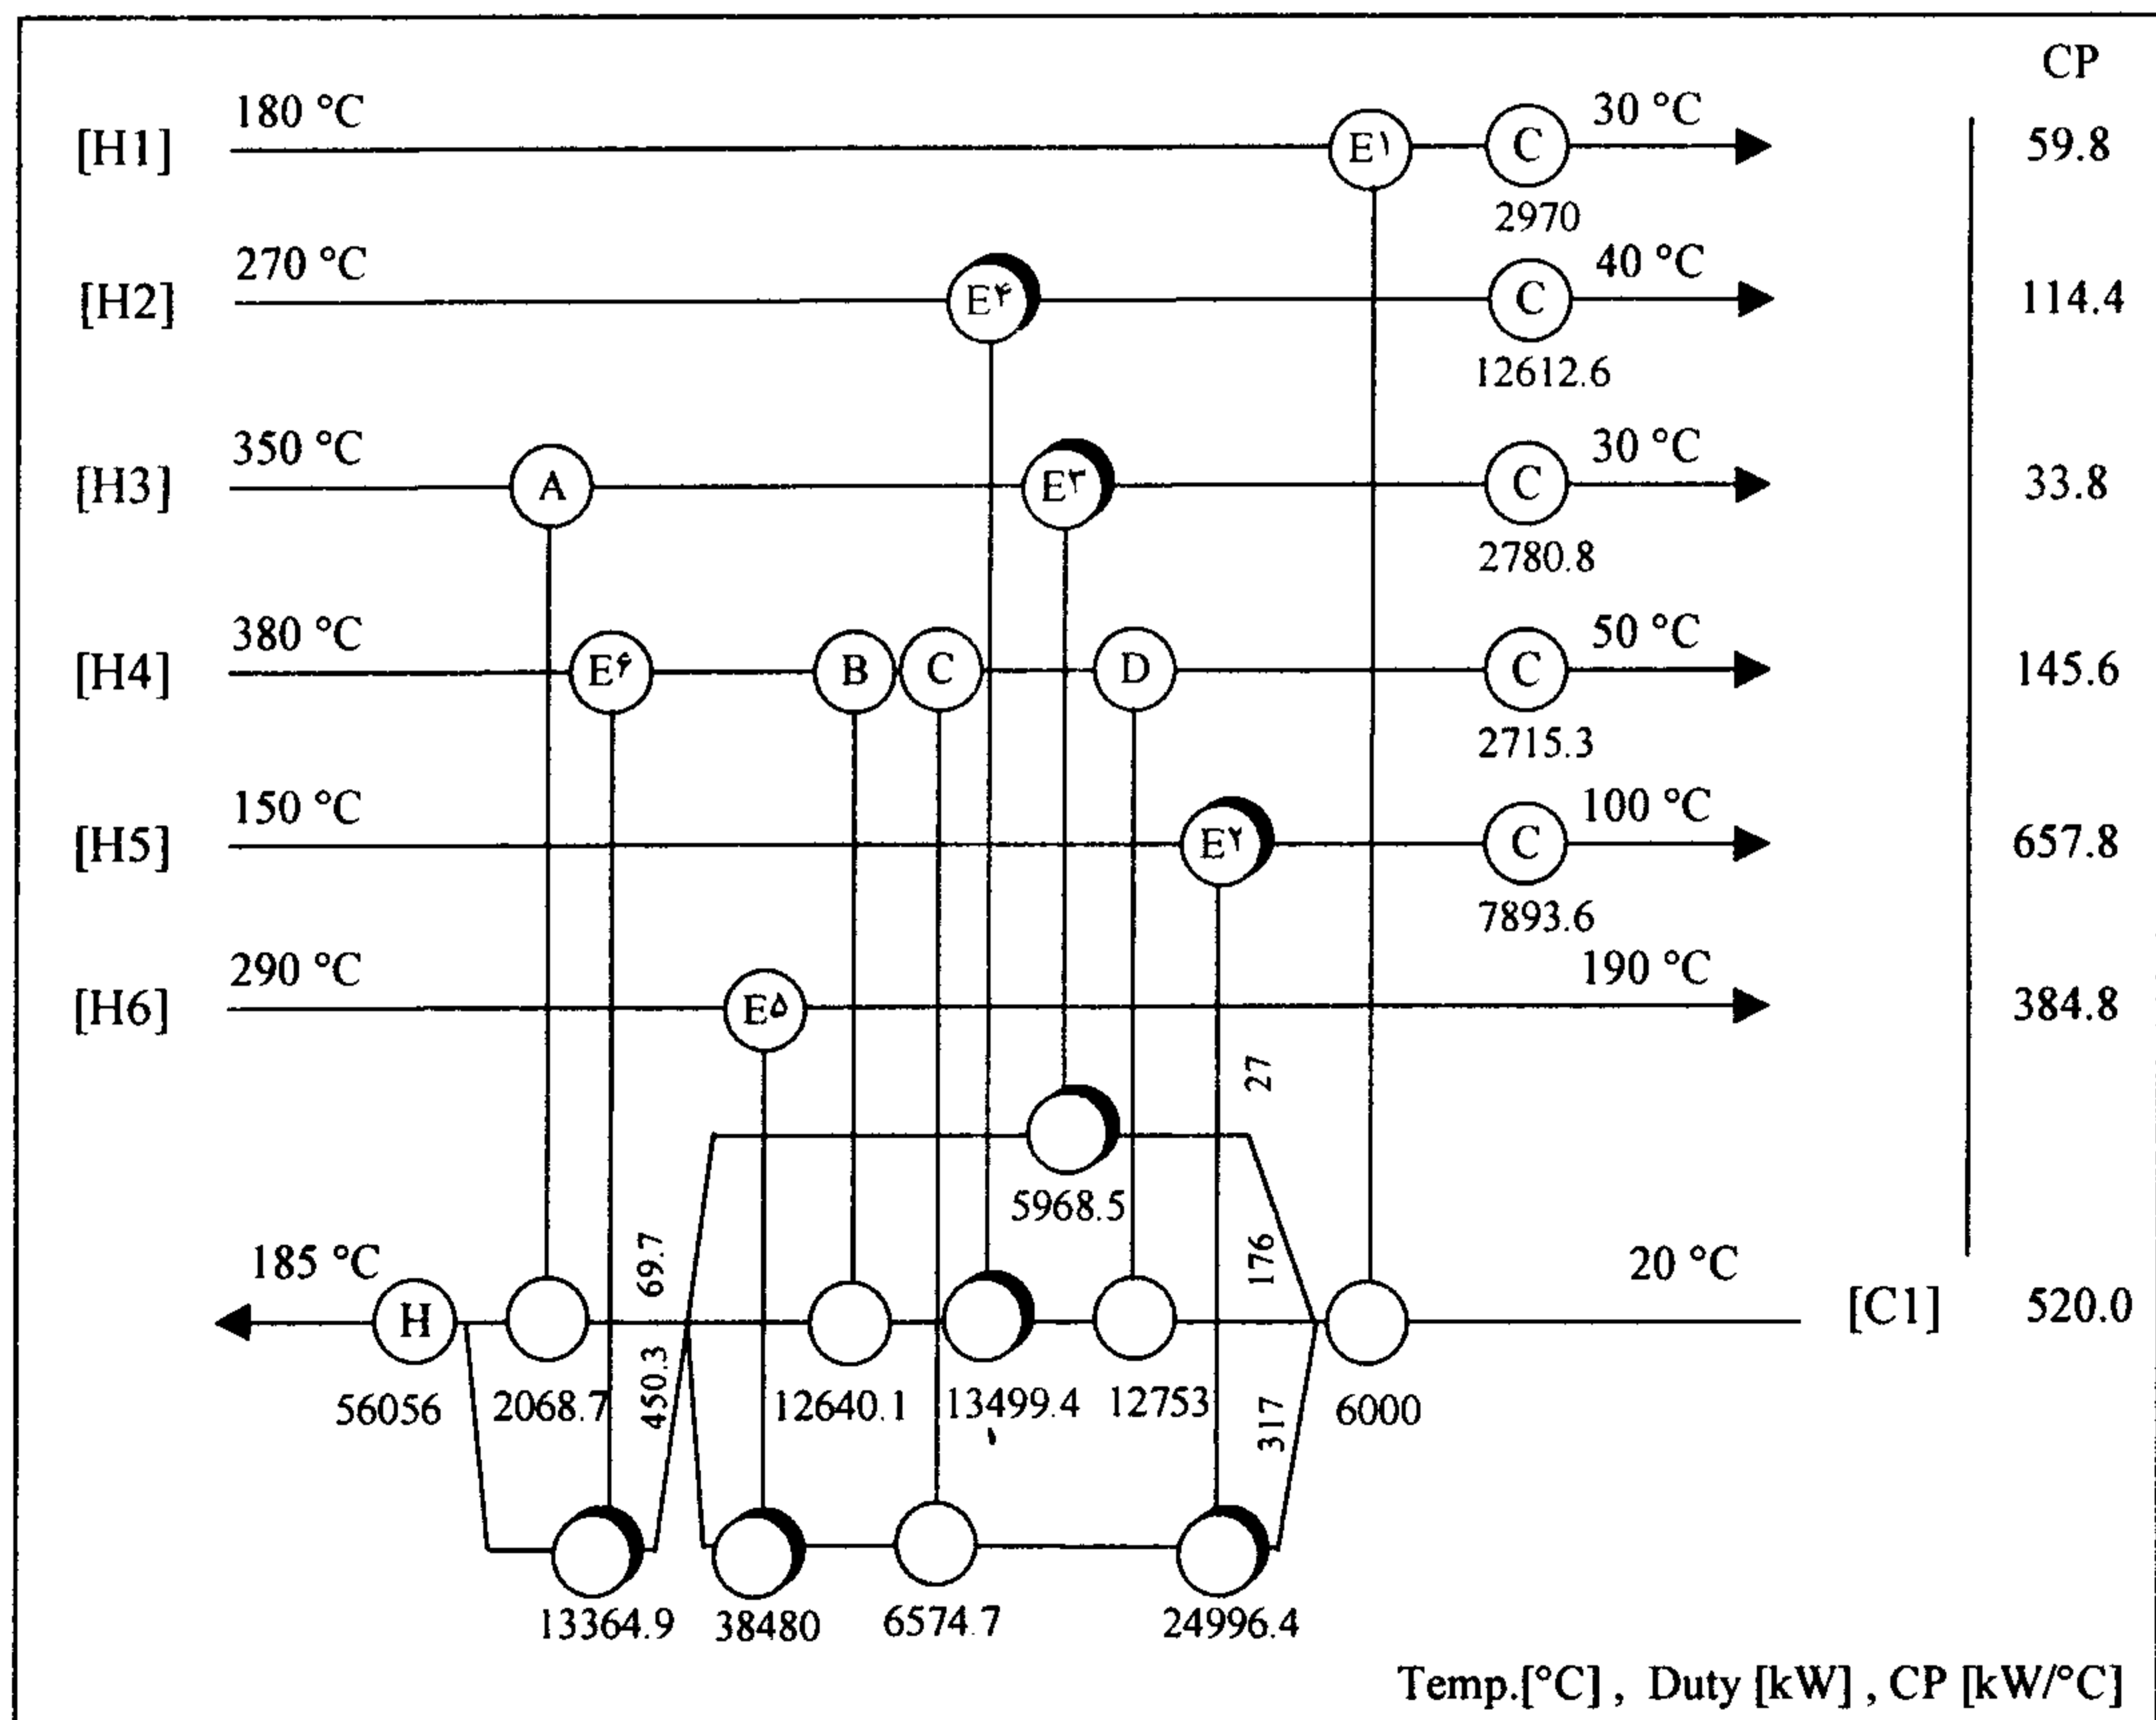 CP
[H1] 180 °C E۱ C 30 °C 59.8
2970
[H2] 270 °C E۴ C 40 °C 114.4
12612.6
[H3] 350 °C A E۳ C 30 °C 33.8
2780.8
[H4] 380 °C E۶ B C D C 50 °C 145.6
2715.3
[H5] 150 °C E۲ C 100 °C 657.8
7893.6
[H6] 290 °C E۵ 190 °C 384.8
27
5968.5
69.7
176
185 °C H 20 °C [C1] 520.0
450.3
317
56056 2068.7 12640.1 13499.4 12753 6000
13364.9 38480 6574.7 24996.4
Temp.[°C] , Duty [kW] , CP [kW/°C]